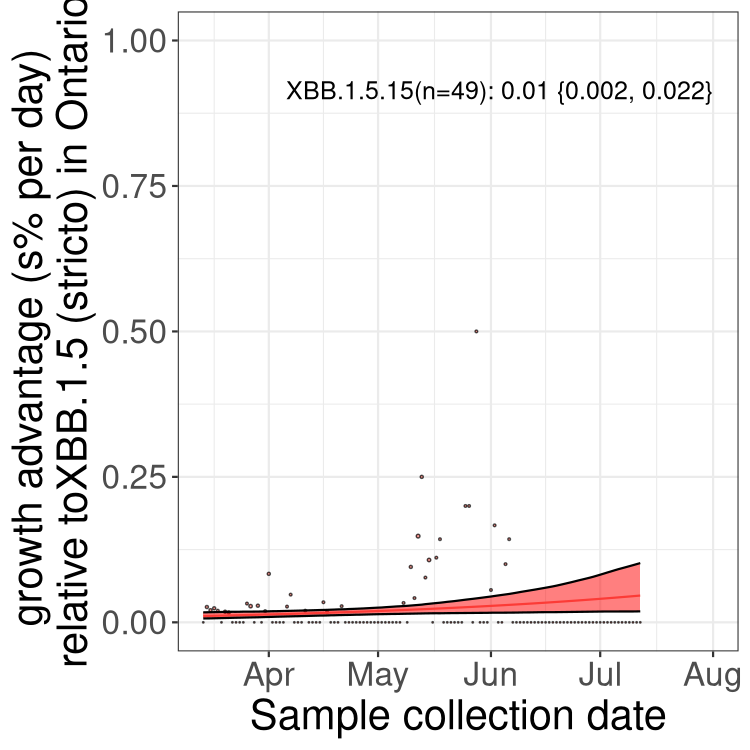 growth advantage (s% per day)
relative toXBB.1.5 (stricto) in Ontario
1.00
0.75
0.50
0.25
0.00
XBB.1.5.15(n=49): 0.01 {0.002, 0.022}
Apr
May
Jun
Jul
Aug
Sample collection date